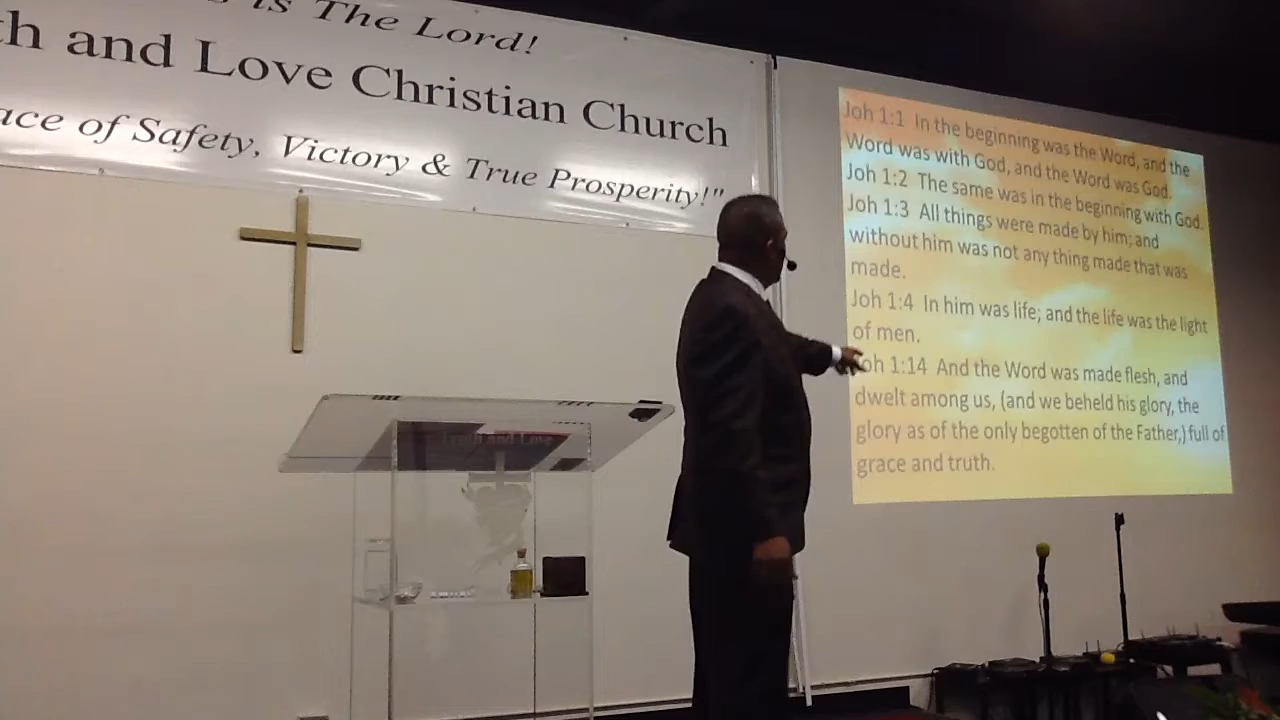 is The Lord!
th and Love Christian Church
ace of Safety, Victory & True Prosperity!"
Joh 1:1 In the beginning was the Word, and the
Word was with God, and the Word was God.
Joh 1:2 The same was in the beginning with God.
Joh 1:3 All things were made by him; and
without him was not any thing made that was
made.
Joh 1:4 In him was life; and the life was the light
of men.
Joh 1:14 And the Word was made flesh, and
dwelt among us, (and we beheld his glory, the
glory as of the only begotten of the Father,) full of
grace and truth.
and Love